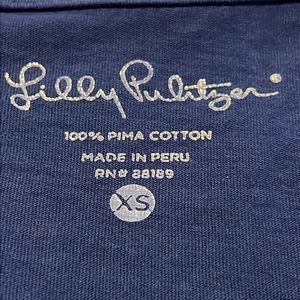 Lilly Pulitzer®
100% PIMA COTTON
MADE IN PERU
RN# 88189
XS